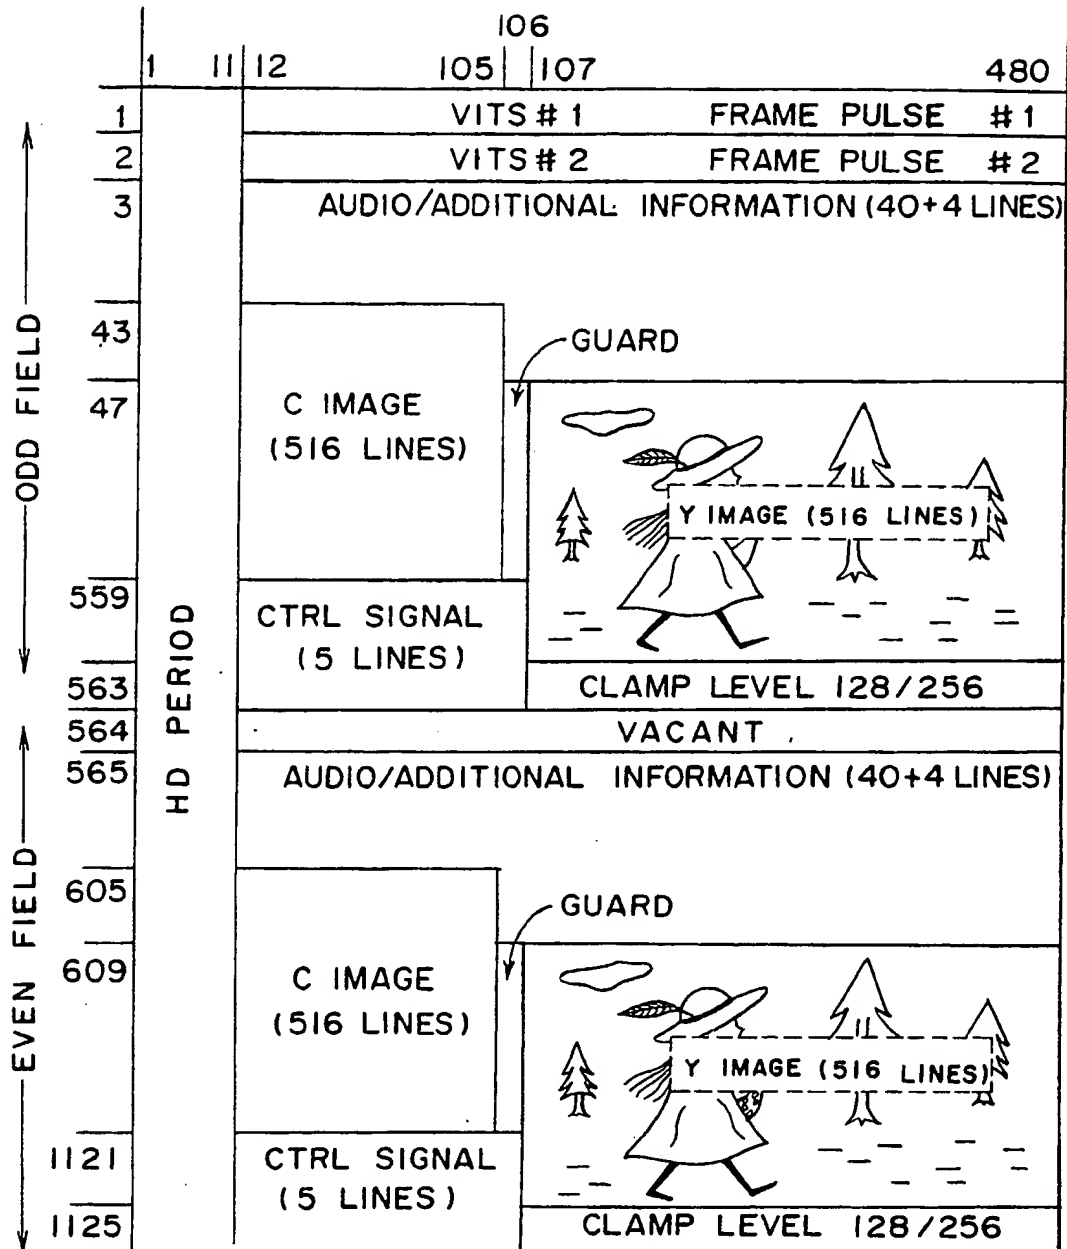 106
1 11 12 105 107 480
1 VITS # 1 FRAME PULSE # 1
2 VITS # 2 FRAME PULSE # 2
3 AUDIO/ADDITIONAL INFORMATION (40+4 LINES)
43
GUARD
47
C IMAGE
(516 LINES)
Y IMAGE (516 LINES)
ODD FIELD
559
CTRL SIGNAL
(5 LINES)
HD PERIOD
563 CLAMP LEVEL 128/256
564 VACANT
565 AUDIO/ADDITIONAL INFORMATION (40+4 LINES)
605
GUARD
609
C IMAGE
(516 LINES)
Y IMAGE (516 LINES)
EVEN FIELD
1121 CTRL SIGNAL
(5 LINES)
1125 CLAMP LEVEL 128/256